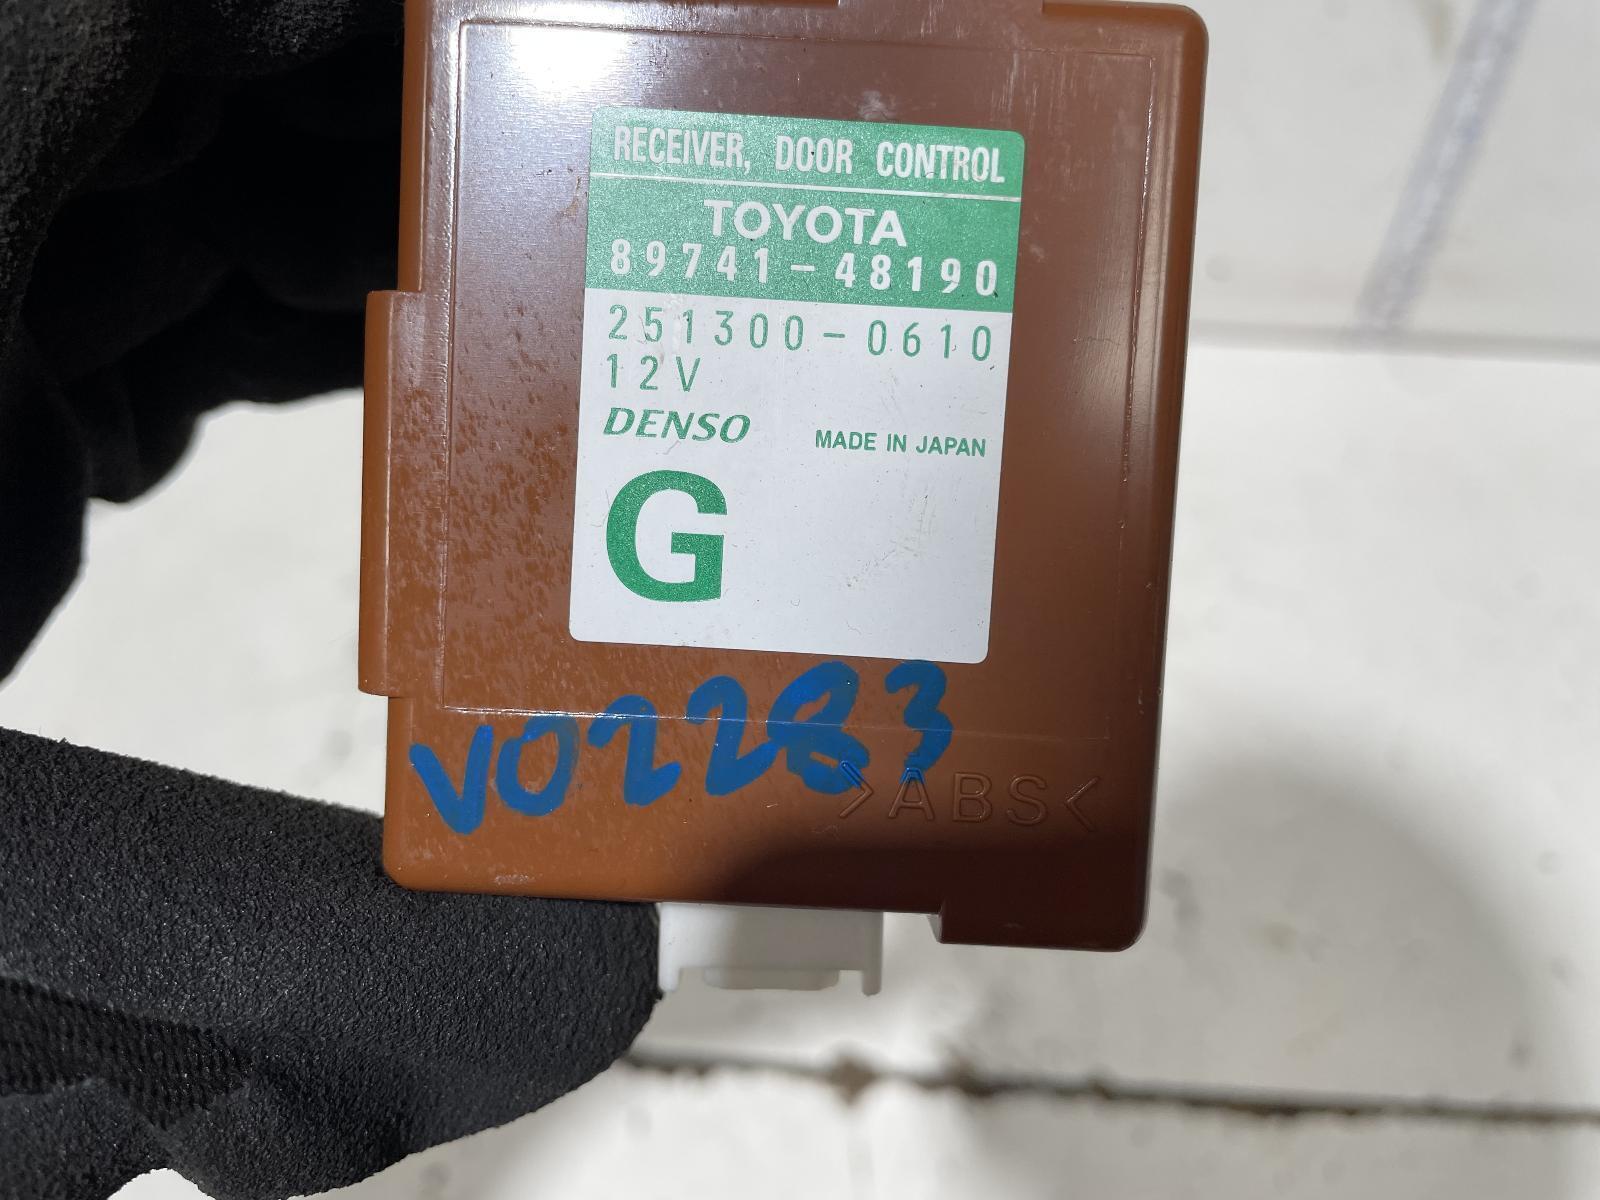 RECEIVER, DOOR CONTROL
TOYOTA
89741-48190
251300-0610
12V
DENSO MADE IN JAPAN
G
V02283
>ABS<